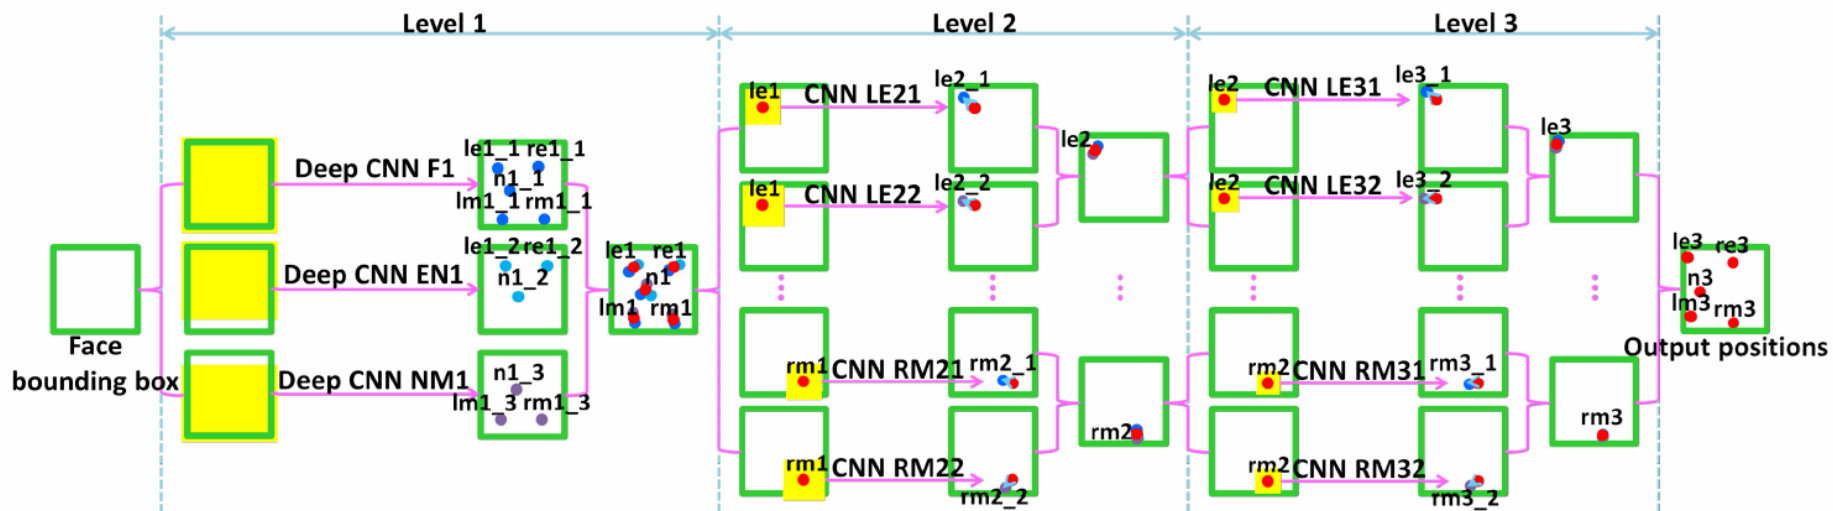 Level 1
Level 2
Level 3
Face
bounding box
Deep CNN F1
Deep CNN EN1
Deep CNN NM1
le1_1 re1_1
n1_1
lm1_1 rm1_1
le1_2 re1_2
n1_2
n1_3
lm1_3 rm1_3
le1 re1
n1
lm1 rm1
le1 CNN LE21 le2_1
le1 CNN LE22 le2_2
le2
rm1 CNN RM21 rm2_1
rm1 CNN RM22 rm2_2
rm2
le2 CNN LE31 le3_1
le2 CNN LE32 le3_2
le3
rm2 CNN RM31 rm3_1
rm2 CNN RM32 rm3_2
rm3
le3 re3
n3
lm3 rm3
Output positions